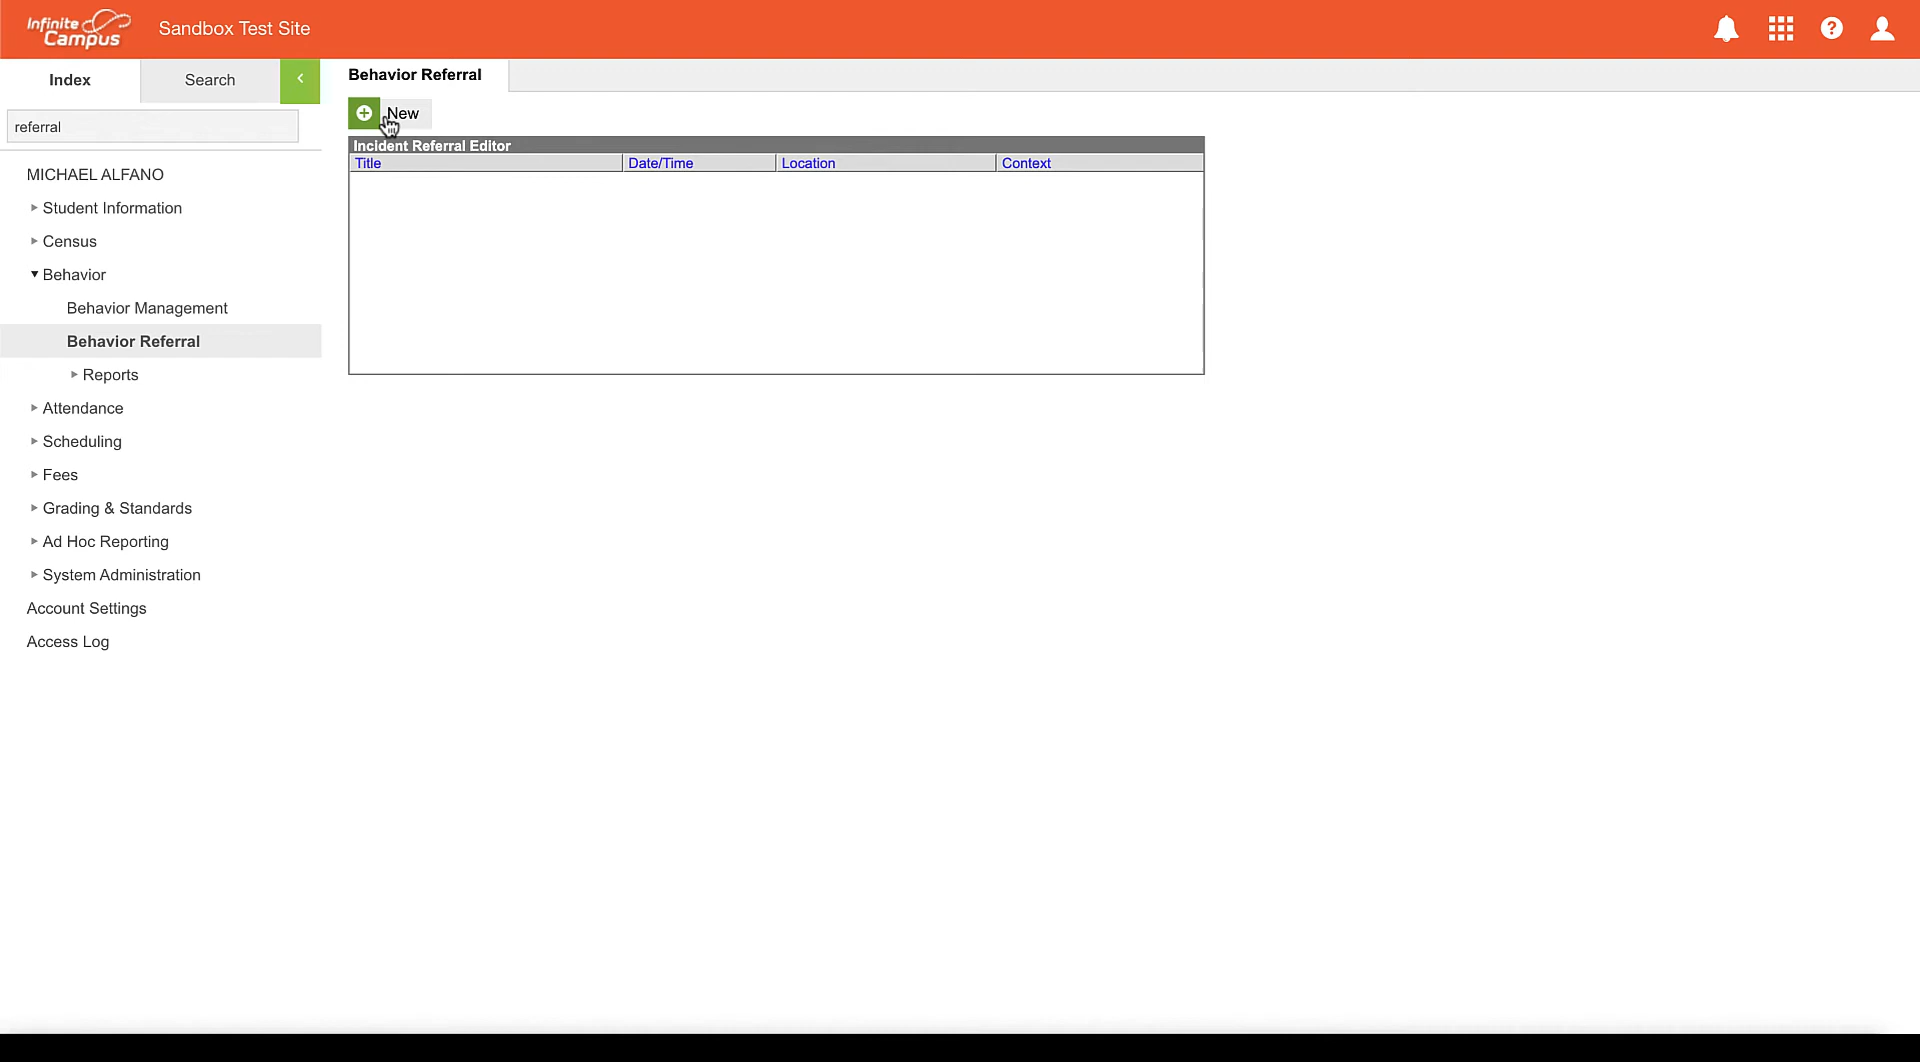 Infinite
Campus
Sandbox Test Site
Index
Search
Behavior Referral
New
referral
Incident Referral Editor
Title
Date/Time
Location
Context
MICHAEL ALFANO
Student Information
Census
Behavior
Behavior Management
Behavior Referral
Reports
Attendance
Scheduling
Fees
Grading & Standards
Ad Hoc Reporting
System Administration
Account Settings
Access Log